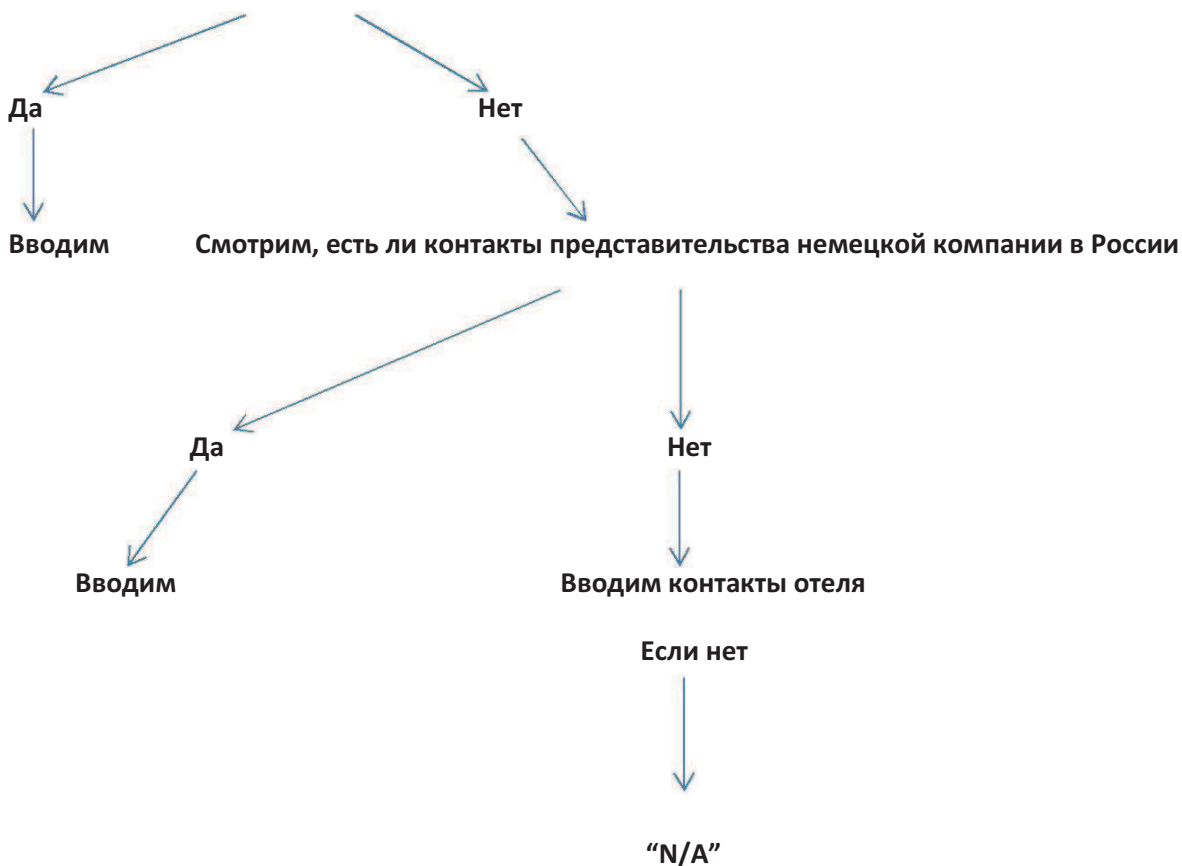 Да
Нет
Вводим
Смотрим, есть ли контакты представительства немецкой компании в России
Да
Нет
Вводим
Вводим контакты отеля
Если нет
“N/A”